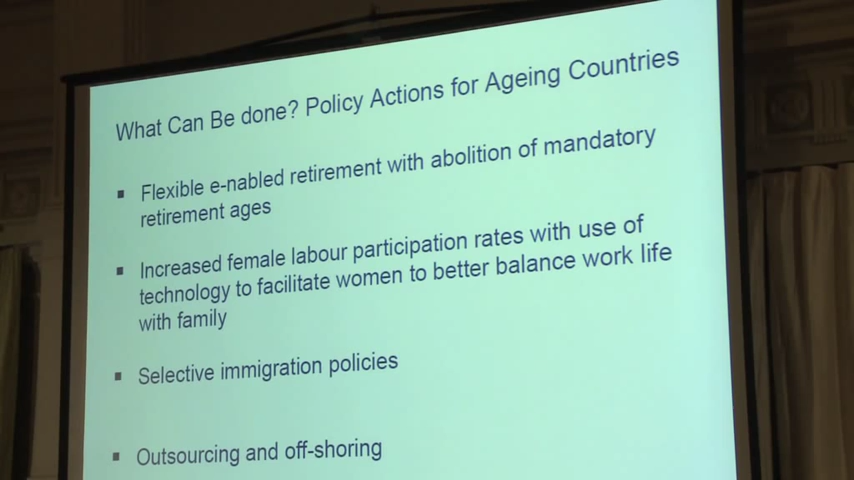 What Can Be done? Policy Actions for Ageing Countries
▪ Flexible e-nabled retirement with abolition of mandatory
retirement ages
▪ Increased female labour participation rates with use of
technology to facilitate women to better balance work life
with family
▪ Selective immigration policies
▪ Outsourcing and off-shoring